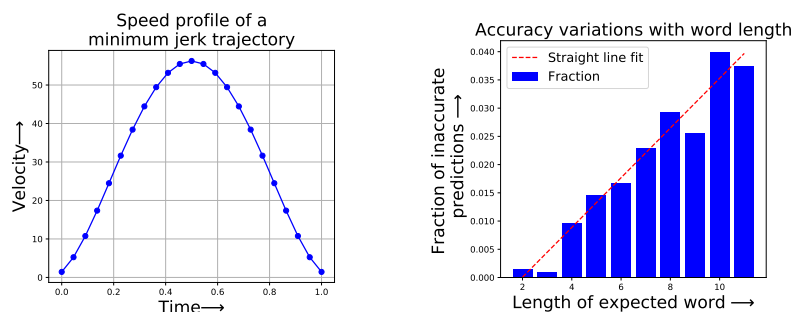 Speed profile of a
minimum jerk trajectory
Velocity→
50
40
30
20
10
0
0.0 0.2 0.4 0.6 0.8 1.0
Time→
Accuracy variations with word length
Fraction of inaccurate
predictions →
0.040
0.035
0.030
0.025
0.020
0.015
0.010
0.005
0.000
Straight line fit
Fraction
2 4 6 8 10
Length of expected word →